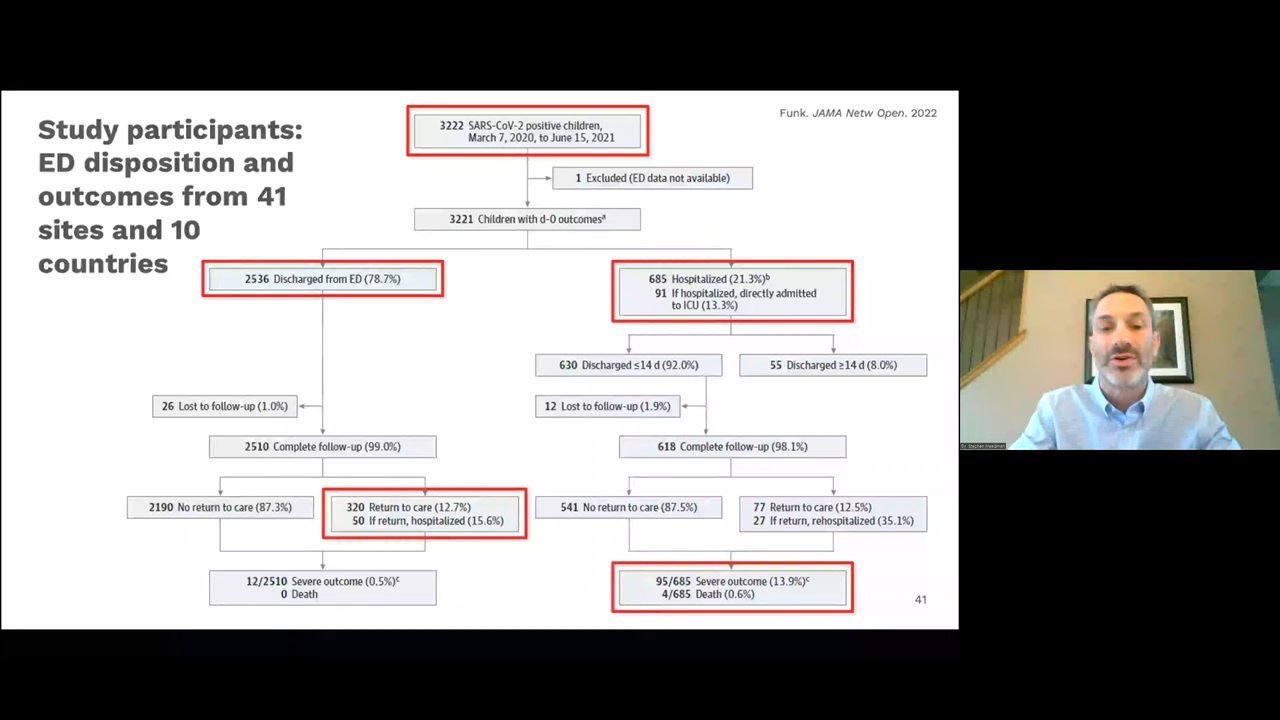 Study participants:
ED disposition and
outcomes from 41
sites and 10
countries
Funk. JAMA Netw Open. 2022
3222 SARS-CoV-2 positive children,
March 7, 2020, to June 15, 2021
1 Excluded (ED data not available)
3221 Children with d-0 outcomesᵃ
2536 Discharged from ED (78.7%)
685 Hospitalized (21.3%)ᵇ
91 If hospitalized, directly admitted
to ICU (13.3%)
630 Discharged ≤14 d (92.0%)
55 Discharged ≥14 d (8.0%)
26 Lost to follow-up (1.0%)
12 Lost to follow-up (1.9%)
2510 Complete follow-up (99.0%)
618 Complete follow-up (98.1%)
2190 No return to care (87.3%)
320 Return to care (12.7%)
50 If return, hospitalized (15.6%)
541 No return to care (87.5%)
77 Return to care (12.5%)
27 If return, rehospitalized (35.1%)
12/2510 Severe outcome (0.5%)ᶜ
0 Death
95/685 Severe outcome (13.9%)ᶜ
4/685 Death (0.6%)
41
Dr. Stephen Freedman